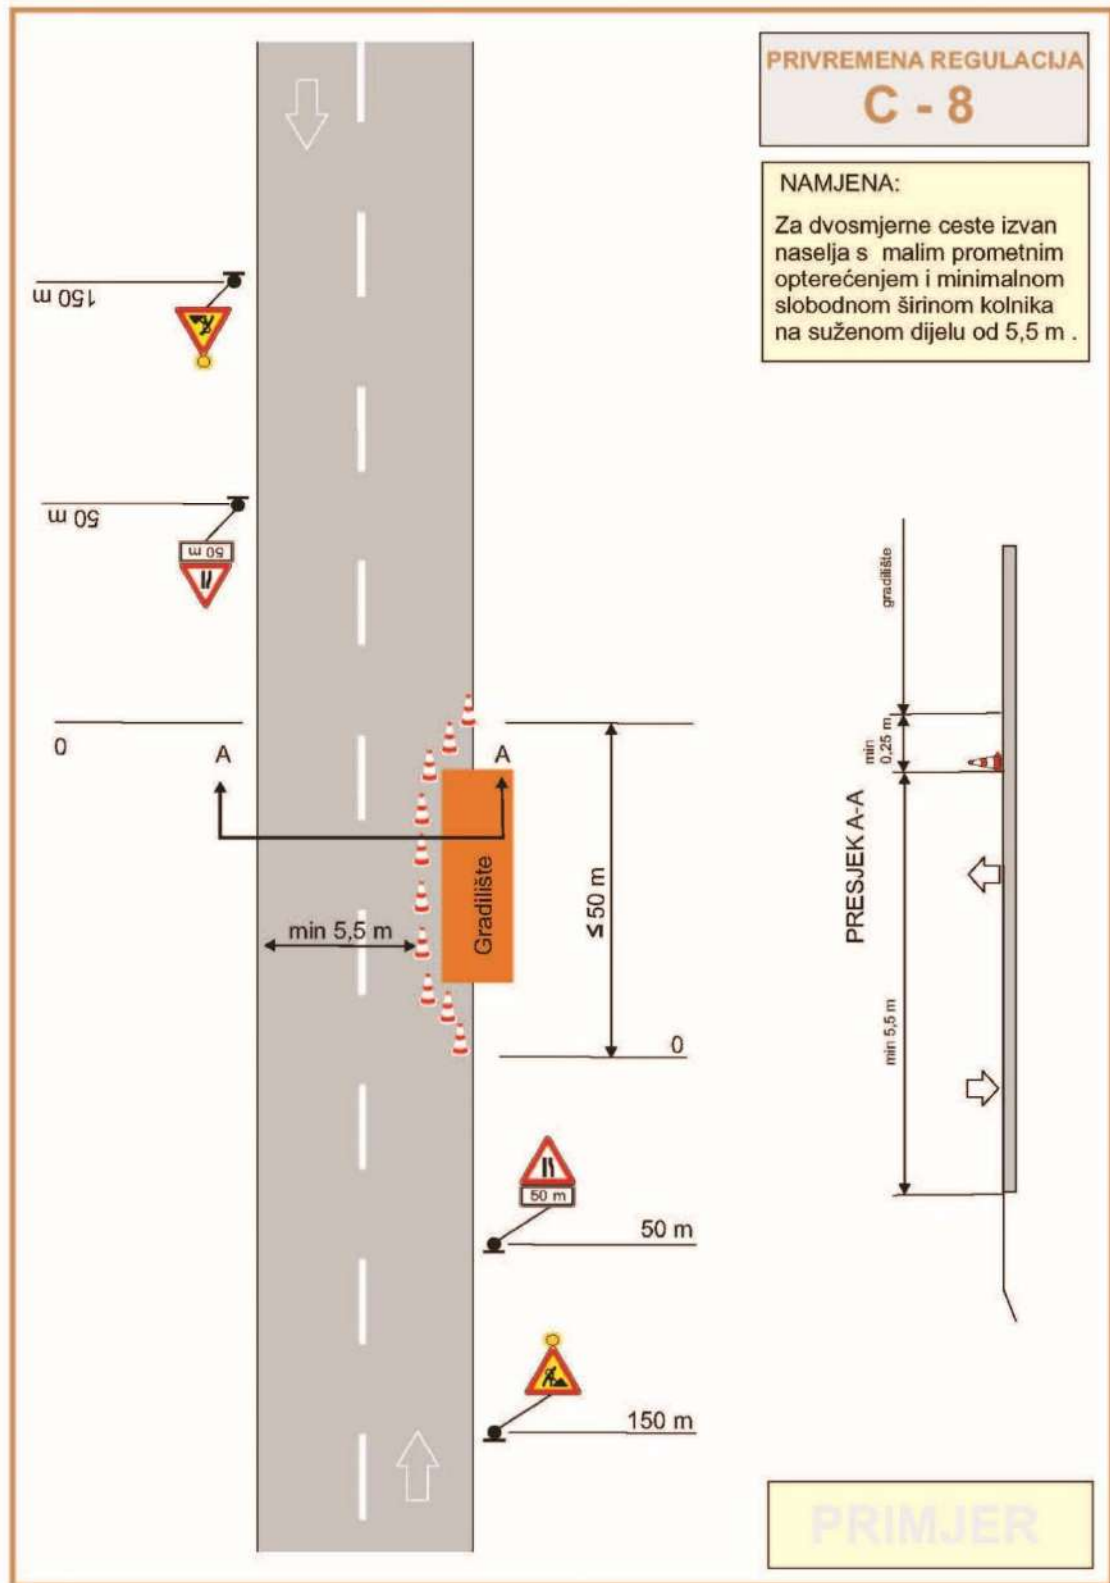 PRIVREMENA REGULACIJA
C - 8
NAMJENA:
Za dvosmjerne ceste izvan
naselja s malim prometnim
opterećenjem i minimalnom
slobodnom širinom kolnika
na suženom dijelu od 5,5 m .
150 m
50 m
50 m
0
A
A
Gradilište
min 5,5 m
≤ 50 m
0
50 m
50 m
150 m
gradilište
min
0,25 m
PRESJEK A-A
min 5,5 m
PRIMJER